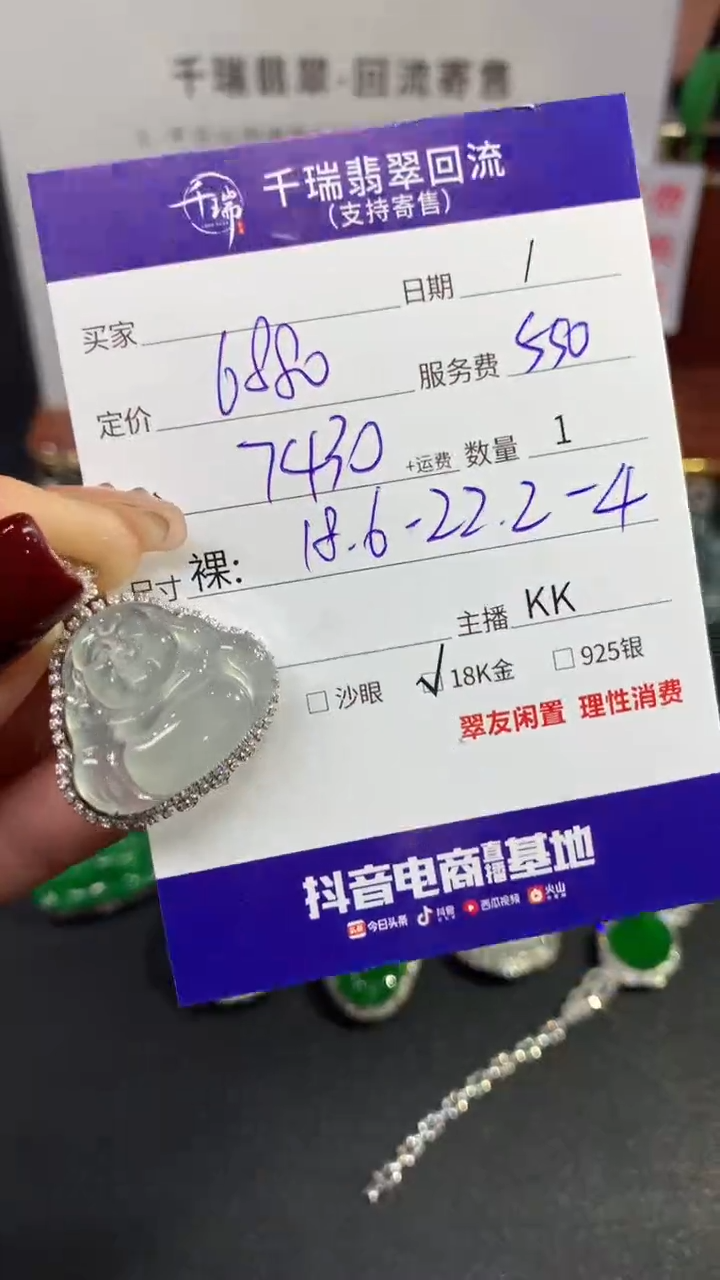 千瑞翡翠-回流寄售
千瑞
千瑞翡翠回流
(支持寄售)
买家 日期 /
定价 6880 服务费 550
7430 +运费 数量 1
尺寸 裸: 18.6-22.2-4
主播 KK
沙眼 √ 18K金 925银
翠友闲置 理性消费
抖音电商直播基地
头条 今日头条 抖音 西瓜视频 火山